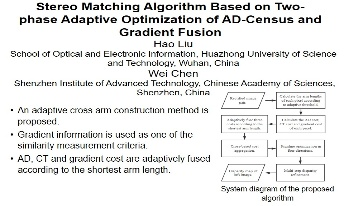 Stereo Matching Algorithm Based on Two-
phase Adaptive Optimization of AD-Census and
Gradient Fusion
Hao Liu
School of Optical and Electronic Information, Huazhong University of Science
and Technology, Wuhan, China
Wei Chen
Shenzhen Institute of Advanced Technology, Chinese Academy of Sciences,
Shenzhen, China
• An adaptive cross arm construction method is
proposed.
• Gradient information is used as one of the
similarity measurement criteria.
• AD, CT and gradient cost are adaptively fused
according to the shortest arm length.
System diagram of the proposed
algorithm